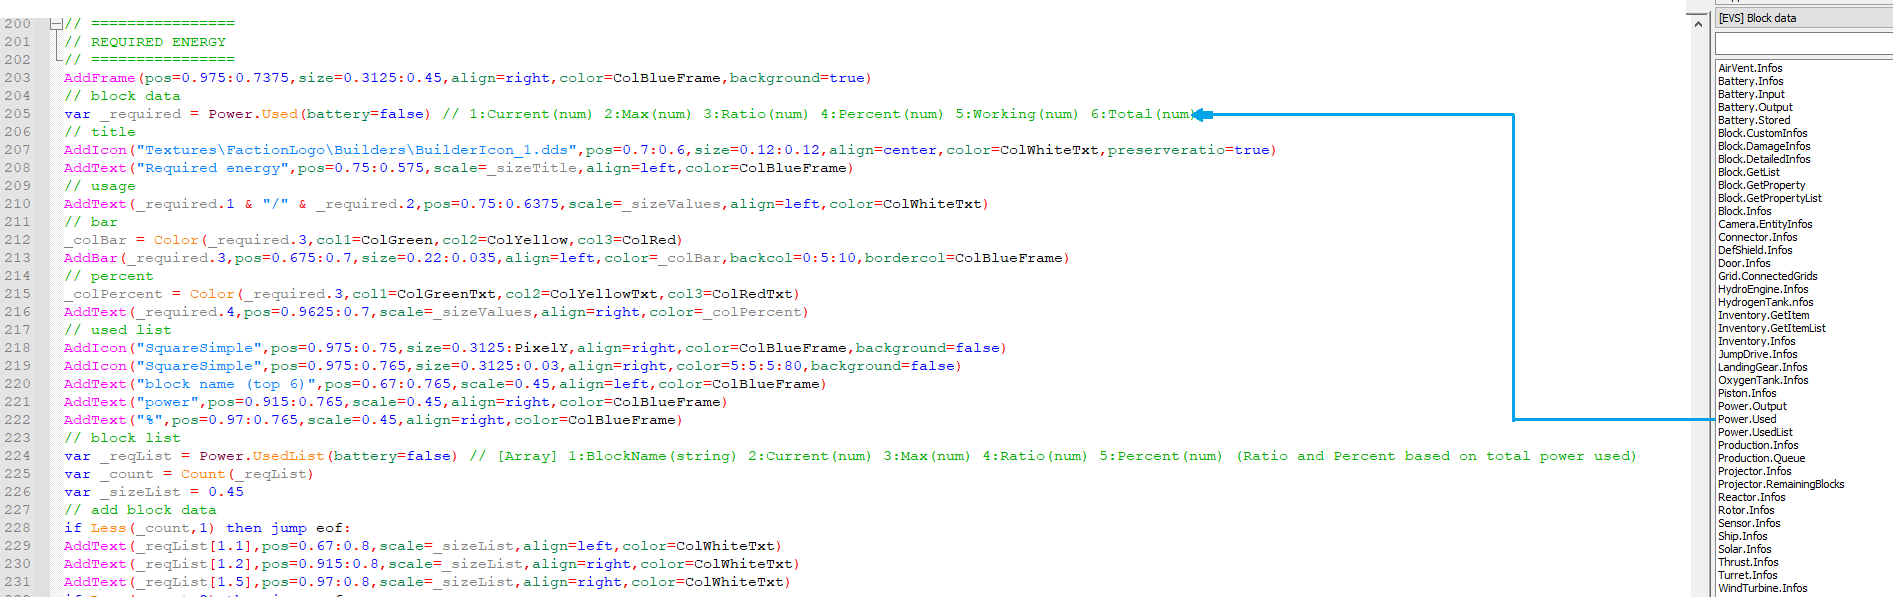 200 // ================
201 // REQUIRED ENERGY
202 // ================
203 AddFrame(pos=0.975:0.7375,size=0.3125:0.45,align=right,color=ColBlueFrame,background=true)
204 // block data
205 var _required = Power.Used(battery=false) // 1:Current(num) 2:Max(num) 3:Ratio(num) 4:Percent(num) 5:Working(num) 6:Total(num)
206 // title
207 AddIcon("Textures\FactionLogo\Builders\BuilderIcon_1.dds",pos=0.7:0.6,size=0.12:0.12,align=center,color=ColWhiteTxt,preserveratio=true)
208 AddText("Required energy",pos=0.75:0.575,scale=_sizeTitle,align=left,color=ColBlueFrame)
209 // usage
210 AddText(_required.1 & "/" & _required.2,pos=0.75:0.6375,scale=_sizeValues,align=left,color=ColWhiteTxt)
211 // bar
212 _colBar = Color(_required.3,col1=ColGreen,col2=ColYellow,col3=ColRed)
213 AddBar(_required.3,pos=0.675:0.7,size=0.22:0.035,align=left,color=_colBar,backcol=0:5:10,bordercol=ColBlueFrame)
214 // percent
215 _colPercent = Color(_required.3,col1=ColGreenTxt,col2=ColYellowTxt,col3=ColRedTxt)
216 AddText(_required.4,pos=0.9625:0.7,scale=_sizeValues,align=right,color=_colPercent)
217 // used list
218 AddIcon("SquareSimple",pos=0.975:0.75,size=0.3125:PixelY,align=right,color=ColBlueFrame,background=false)
219 AddIcon("SquareSimple",pos=0.975:0.765,size=0.3125:0.03,align=right,color=5:5:5:80,background=false)
220 AddText("block name (top 6)",pos=0.67:0.765,scale=0.45,align=left,color=ColBlueFrame)
221 AddText("power",pos=0.915:0.765,scale=0.45,align=right,color=ColBlueFrame)
222 AddText("%",pos=0.97:0.765,scale=0.45,align=right,color=ColBlueFrame)
223 // block list
224 var _reqList = Power.UsedList(battery=false) // [Array] 1:BlockName(string) 2:Current(num) 3:Max(num) 4:Ratio(num) 5:Percent(num) (Ratio and Percent based on total power used)
225 var _count = Count(_reqList)
226 var _sizeList = 0.45
227 // add block data
228 if Less(_count,1) then jump eof:
229 AddText(_reqList[1.1],pos=0.67:0.8,scale=_sizeList,align=left,color=ColWhiteTxt)
230 AddText(_reqList[1.2],pos=0.915:0.8,scale=_sizeList,align=right,color=ColWhiteTxt)
231 AddText(_reqList[1.5],pos=0.97:0.8,scale=_sizeList,align=right,color=ColWhiteTxt)
[EVS] Block data
AirVent.Infos
Battery.Infos
Battery.Input
Battery.Output
Battery.Stored
Block.CustomInfos
Block.DamageInfos
Block.DetailedInfos
Block.GetList
Block.GetProperty
Block.GetPropertyList
Block.Infos
Camera.EntityInfos
Connector.Infos
DefShield.Infos
Door.Infos
Grid.ConnectedGrids
HydroEngine.Infos
HydrogenTank.nfos
Inventory.GetItem
Inventory.GetItemList
Inventory.Infos
JumpDrive.Infos
LandingGear.Infos
OxygenTank.Infos
Piston.Infos
Power.Output
Power.Used
Power.UsedList
Production.Infos
Production.Queue
Projector.Infos
Projector.RemainingBlocks
Reactor.Infos
Rotor.Infos
Sensor.Infos
Ship.Infos
Solar.Infos
Thrust.Infos
Turret.Infos
WindTurbine.Infos